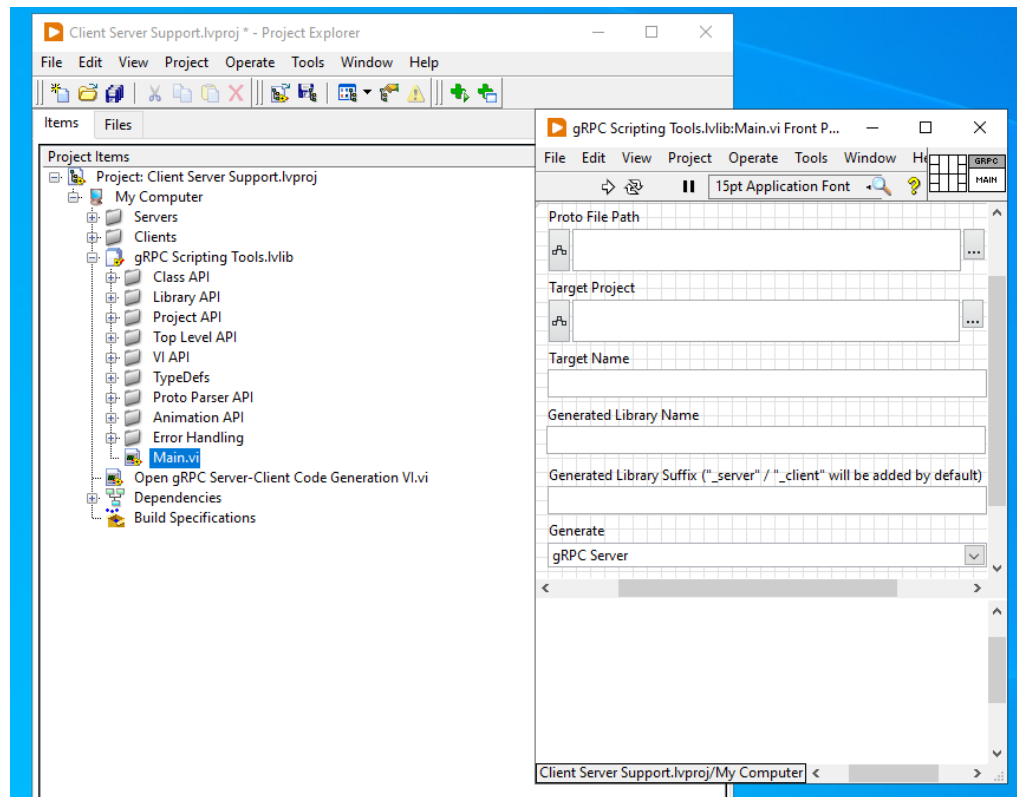 Client Server Support.lvproj * - Project Explorer
File Edit View Project Operate Tools Window Help
Items Files
Project Items
Project: Client Server Support.lvproj
My Computer
Servers
Clients
gRPC Scripting Tools.lvlib
Class API
Library API
Project API
Top Level API
VI API
TypeDefs
Proto Parser API
Animation API
Error Handling
Main.vi
Open gRPC Server-Client Code Generation VI.vi
Dependencies
Build Specifications
gRPC Scripting Tools.lvlib:Main.vi Front P...
File Edit View Project Operate Tools Window He
GRPC
MAIN
15pt Application Font
Proto File Path
...
Target Project
...
Target Name
Generated Library Name
Generated Library Suffix ("_server" / "_client" will be added by default)
Generate
gRPC Server
Client Server Support.lvproj/My Computer